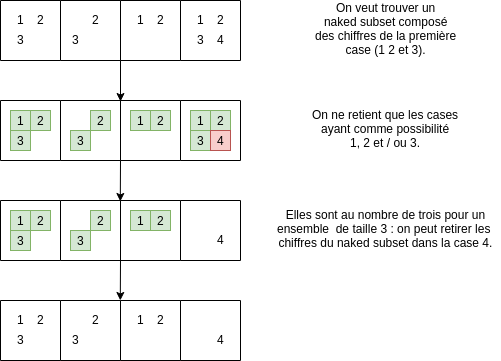 1 2 2 1 2 1 2
3 3 3 4
On veut trouver un
naked subset composé
des chiffres de la première
case (1 2 et 3).
1 2 2 1 2 1 2
3 3 3 4
On ne retient que les cases
ayant comme possibilité
1, 2 et / ou 3.
1 2 2 1 2
3 3 4
Elles sont au nombre de trois pour un
ensemble de taille 3 : on peut retirer les
chiffres du naked subset dans la case 4.
1 2 2 1 2
3 3 4